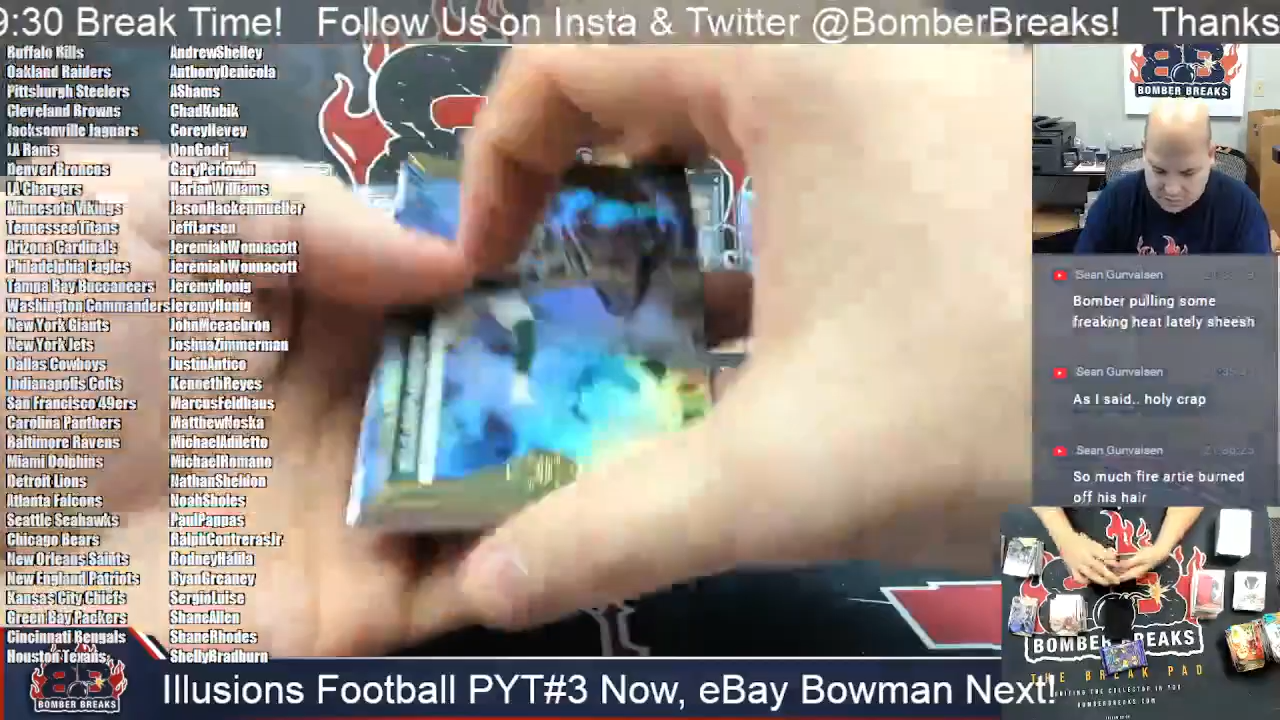 9:30 Break Time! Follow Us on Insta & Twitter @BomberBreaks! Thanks
Buffalo Bills AndrewShelley
Oakland Raiders AnthonyDenicola
Pittsburgh Steelers AShams
Cleveland Browns ChadKubik
Jacksonville Jaguars CoreyHevey
LA Rams DonGodri
Denver Broncos GaryPerlowin
LA Chargers HarlanWilliams
Minnesota Vikings JasonHackenmueller
Tennessee Titans JeffLarsen
Arizona Cardinals JeremiahWonnacott
Philadelphia Eagles JeremiahWonnacott
Tampa Bay Buccaneers JeremyHonig
Washington Commanders JeremyHonig
New York Giants JohnMceachron
New York Jets JoshuaZimmerman
Dallas Cowboys JustinAntico
Indianapolis Colts KennethReyes
San Francisco 49ers MarcusFeldhaus
Carolina Panthers MatthewNoska
Baltimore Ravens MichaelAdiletto
Miami Dolphins MichaelRomano
Detroit Lions NathanSheldon
Atlanta Falcons NoahSholes
Seattle Seahawks PaulPappas
Chicago Bears RalphContrerasJr
New Orleans Saints RodneyHalila
New England Patriots RyanGreaney
Kansas City Chiefs SergioLuise
Green Bay Packers ShaneAllen
Cincinnati Bengals ShaneRhodes
Houston Texans ShellyBradburn
BOMBER BREAKS
Sean Gunvalsen
Bomber pulling some
freaking heat lately sheesh
Sean Gunvalsen
As I said.. holy crap
Sean Gunvalsen
So much fire artie burned
off his hair
BOMBER BREAKS
THE BREAK PAD
BOMBERBREAKS.COM
BOMBER BREAKS
Illusions Football PYT#3 Now, eBay Bowman Next!